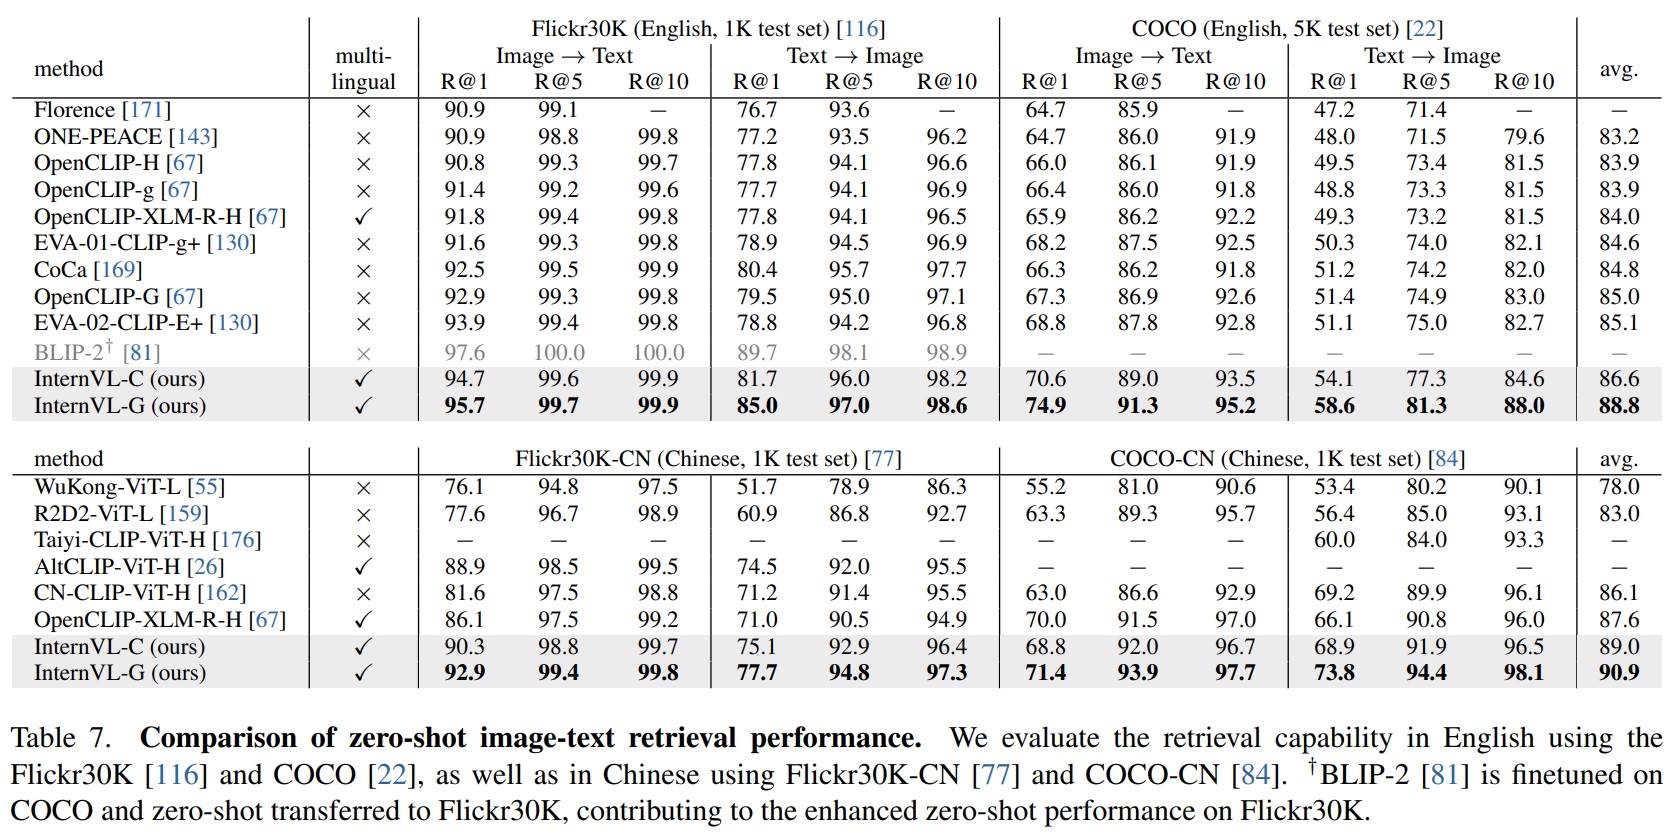 Flickr30K (English, 1K test set) [116] COCO (English, 5K test set) [22]
method multi-lingual Image → Text Text → Image Image → Text Text → Image avg.
R@1 R@5 R@10 R@1 R@5 R@10 R@1 R@5 R@10 R@1 R@5 R@10
Florence [171] × 90.9 99.1 — 76.7 93.6 — 64.7 85.9 — 47.2 71.4 — —
ONE-PEACE [143] × 90.9 98.8 99.8 77.2 93.5 96.2 64.7 86.0 91.9 48.0 71.5 79.6 83.2
OpenCLIP-H [67] × 90.8 99.3 99.7 77.8 94.1 96.6 66.0 86.1 91.9 49.5 73.4 81.5 83.9
OpenCLIP-g [67] × 91.4 99.2 99.6 77.7 94.1 96.9 66.4 86.0 91.8 48.8 73.3 81.5 83.9
OpenCLIP-XLM-R-H [67] ✓ 91.8 99.4 99.8 77.8 94.1 96.5 65.9 86.2 92.2 49.3 73.2 81.5 84.0
EVA-01-CLIP-g+ [130] × 91.6 99.3 99.8 78.9 94.5 96.9 68.2 87.5 92.5 50.3 74.0 82.1 84.6
CoCa [169] × 92.5 99.5 99.9 80.4 95.7 97.7 66.3 86.2 91.8 51.2 74.2 82.0 84.8
OpenCLIP-G [67] × 92.9 99.3 99.8 79.5 95.0 97.1 67.3 86.9 92.6 51.4 74.9 83.0 85.0
EVA-02-CLIP-E+ [130] × 93.9 99.4 99.8 78.8 94.2 96.8 68.8 87.8 92.8 51.1 75.0 82.7 85.1
BLIP-2† [81] × 97.6 100.0 100.0 89.7 98.1 98.9 — — — — — — —
InternVL-C (ours) ✓ 94.7 99.6 99.9 81.7 96.0 98.2 70.6 89.0 93.5 54.1 77.3 84.6 86.6
InternVL-G (ours) ✓ 95.7 99.7 99.9 85.0 97.0 98.6 74.9 91.3 95.2 58.6 81.3 88.0 88.8
method Flickr30K-CN (Chinese, 1K test set) [77] COCO-CN (Chinese, 1K test set) [84] avg.
WuKong-ViT-L [55] × 76.1 94.8 97.5 51.7 78.9 86.3 55.2 81.0 90.6 53.4 80.2 90.1 78.0
R2D2-ViT-L [159] × 77.6 96.7 98.9 60.9 86.8 92.7 63.3 89.3 95.7 56.4 85.0 93.1 83.0
Taiyi-CLIP-ViT-H [176] × — — — — — — — — — 60.0 84.0 93.3 —
AltCLIP-ViT-H [26] ✓ 88.9 98.5 99.5 74.5 92.0 95.5 — — — — — — —
CN-CLIP-ViT-H [162] × 81.6 97.5 98.8 71.2 91.4 95.5 63.0 86.6 92.9 69.2 89.9 96.1 86.1
OpenCLIP-XLM-R-H [67] ✓ 86.1 97.5 99.2 71.0 90.5 94.9 70.0 91.5 97.0 66.1 90.8 96.0 87.6
InternVL-C (ours) ✓ 90.3 98.8 99.7 75.1 92.9 96.4 68.8 92.0 96.7 68.9 91.9 96.5 89.0
InternVL-G (ours) ✓ 92.9 99.4 99.8 77.7 94.8 97.3 71.4 93.9 97.7 73.8 94.4 98.1 90.9
Table 7. Comparison of zero-shot image-text retrieval performance. We evaluate the retrieval capability in English using the
Flickr30K [116] and COCO [22], as well as in Chinese using Flickr30K-CN [77] and COCO-CN [84]. †BLIP-2 [81] is finetuned on
COCO and zero-shot transferred to Flickr30K, contributing to the enhanced zero-shot performance on Flickr30K.